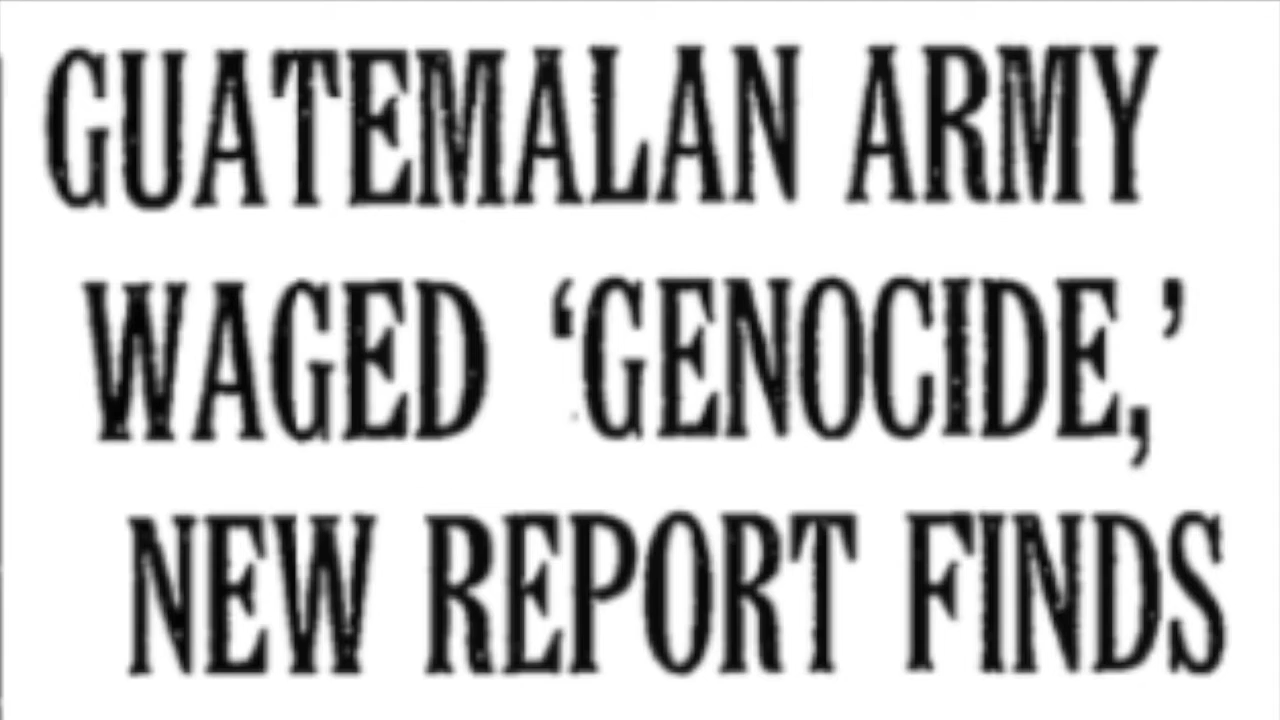 GUATEMALAN ARMY
WAGED ‘GENOCIDE,’
NEW REPORT FINDS